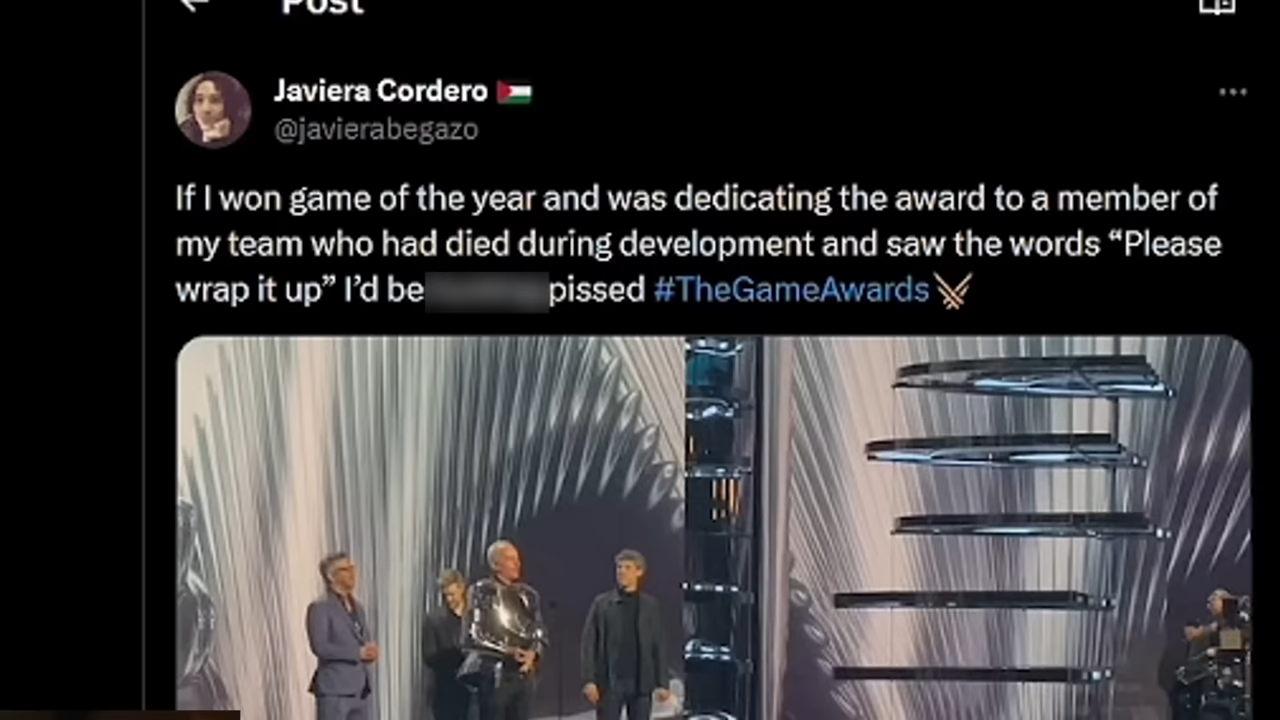 Post
Javiera Cordero
@javierabegazo
If I won game of the year and was dedicating the award to a member of
my team who had died during development and saw the words “Please
wrap it up” I’d be pissed #TheGameAwards